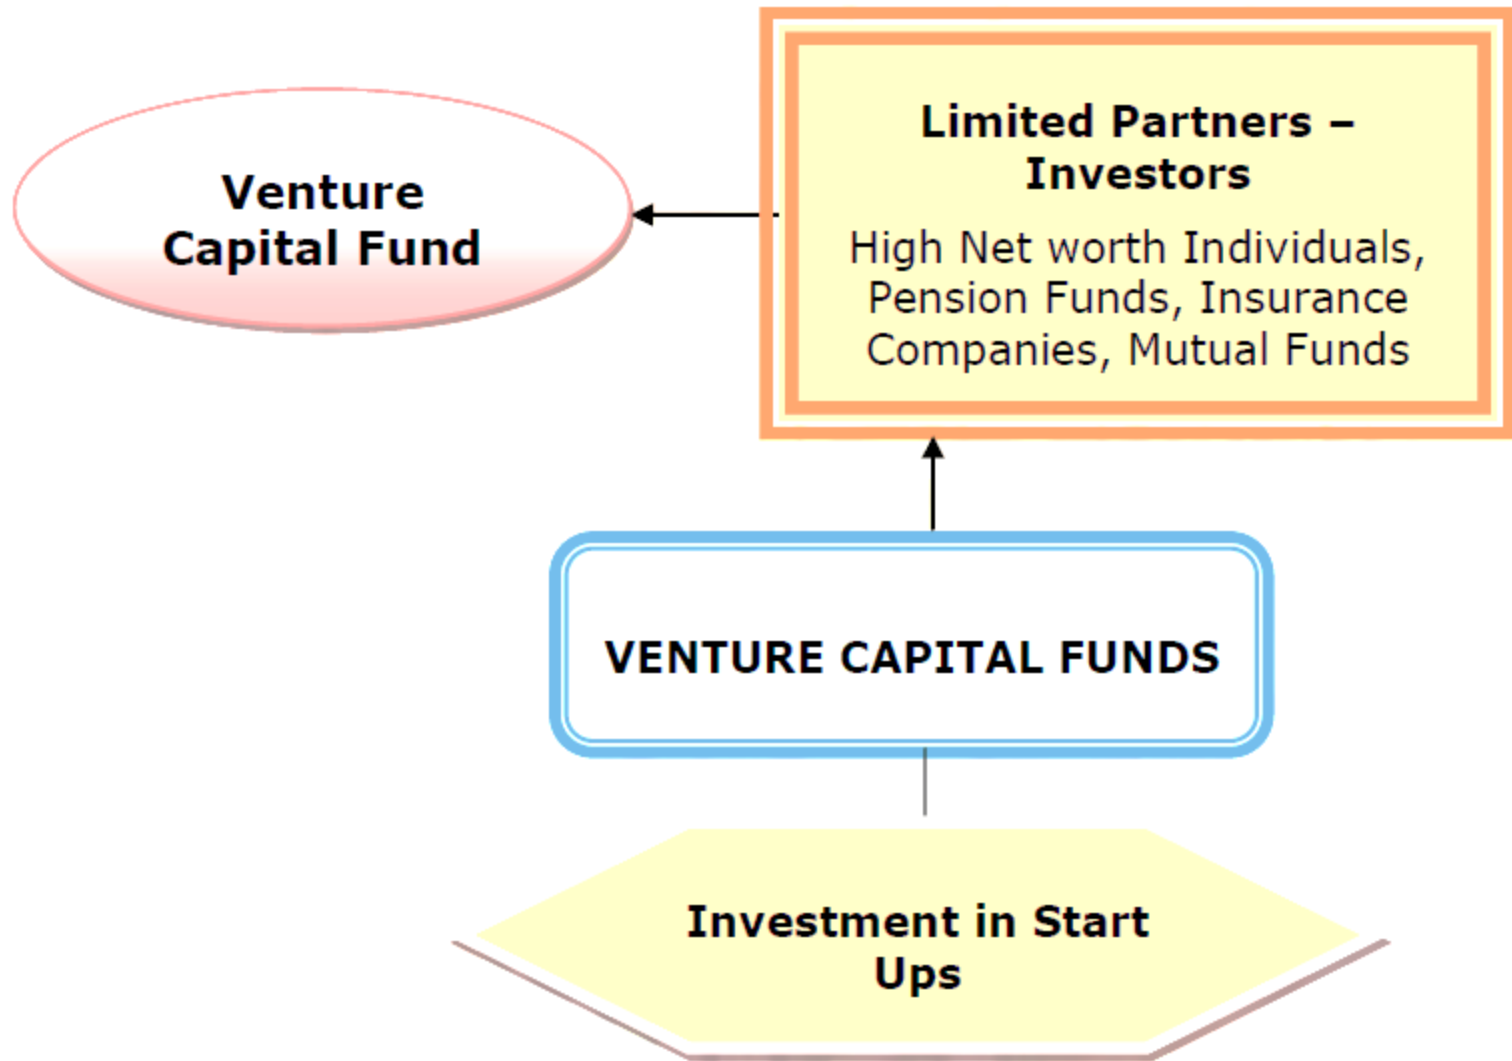 Venture
Capital Fund
Limited Partners –
Investors
High Net worth Individuals,
Pension Funds, Insurance
Companies, Mutual Funds
VENTURE CAPITAL FUNDS
Investment in Start
Ups